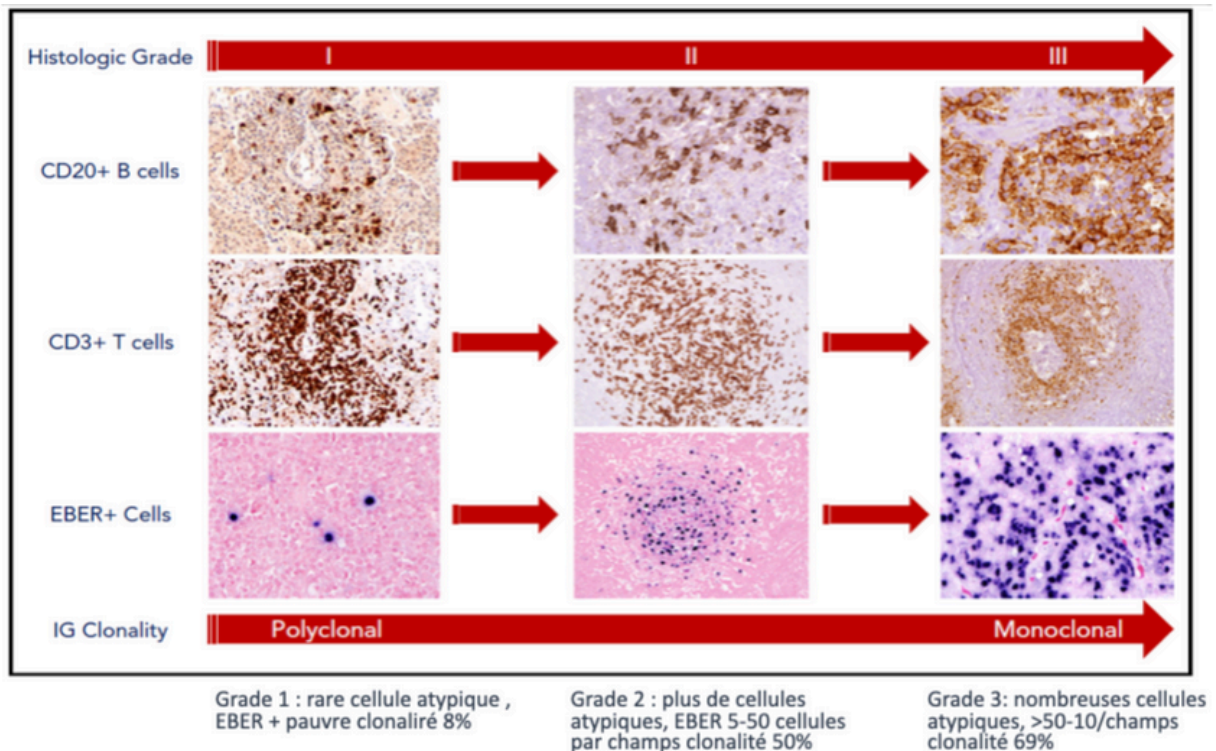 Histologic Grade I II III
CD20+ B cells
CD3+ T cells
EBER+ Cells
IG Clonality Polyclonal Monoclonal
Grade 1 : rare cellule atypique ,
EBER + pauvre clonaliré 8%
Grade 2 : plus de cellules
atypiques, EBER 5-50 cellules
par champs clonalité 50%
Grade 3: nombreuses cellules
atypiques, >50-10/champs
clonalité 69%